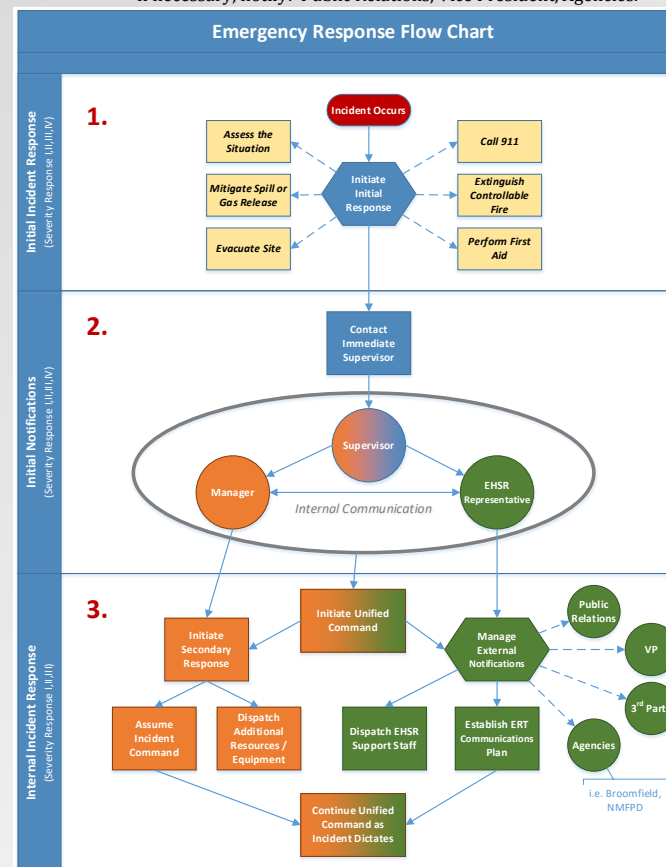 Emergency Response Flow Chart
Initial Incident Response
(Severity Response I,II,III,IV)
1.
Incident Occurs
Assess the
Situation
Call 911
Initiate
Initial
Response
Mitigate Spill or
Gas Release
Extinguish
Controllable
Fire
Evacuate Site
Perform First
Aid
Initial Notifications
(Severity Response I,II,III,IV)
2.
Contact
Immediate
Supervisor
Supervisor
Manager
EHSR
Representative
Internal Communication
Internal Incident Response
(Severity Response I,II,III)
3.
Initiate Unified
Command
Public
Relations
Initiate
Secondary
Response
Manage
External
Notifications
VP
3rd Part
Assume
Incident
Command
Dispatch
Additional
Resources /
Equipment
Dispatch EHSR
Support Staff
Establish ERT
Communications
Plan
Agencies
i.e. Broomfield,
NMFPD
Continue Unified
Command as
Incident Dictates